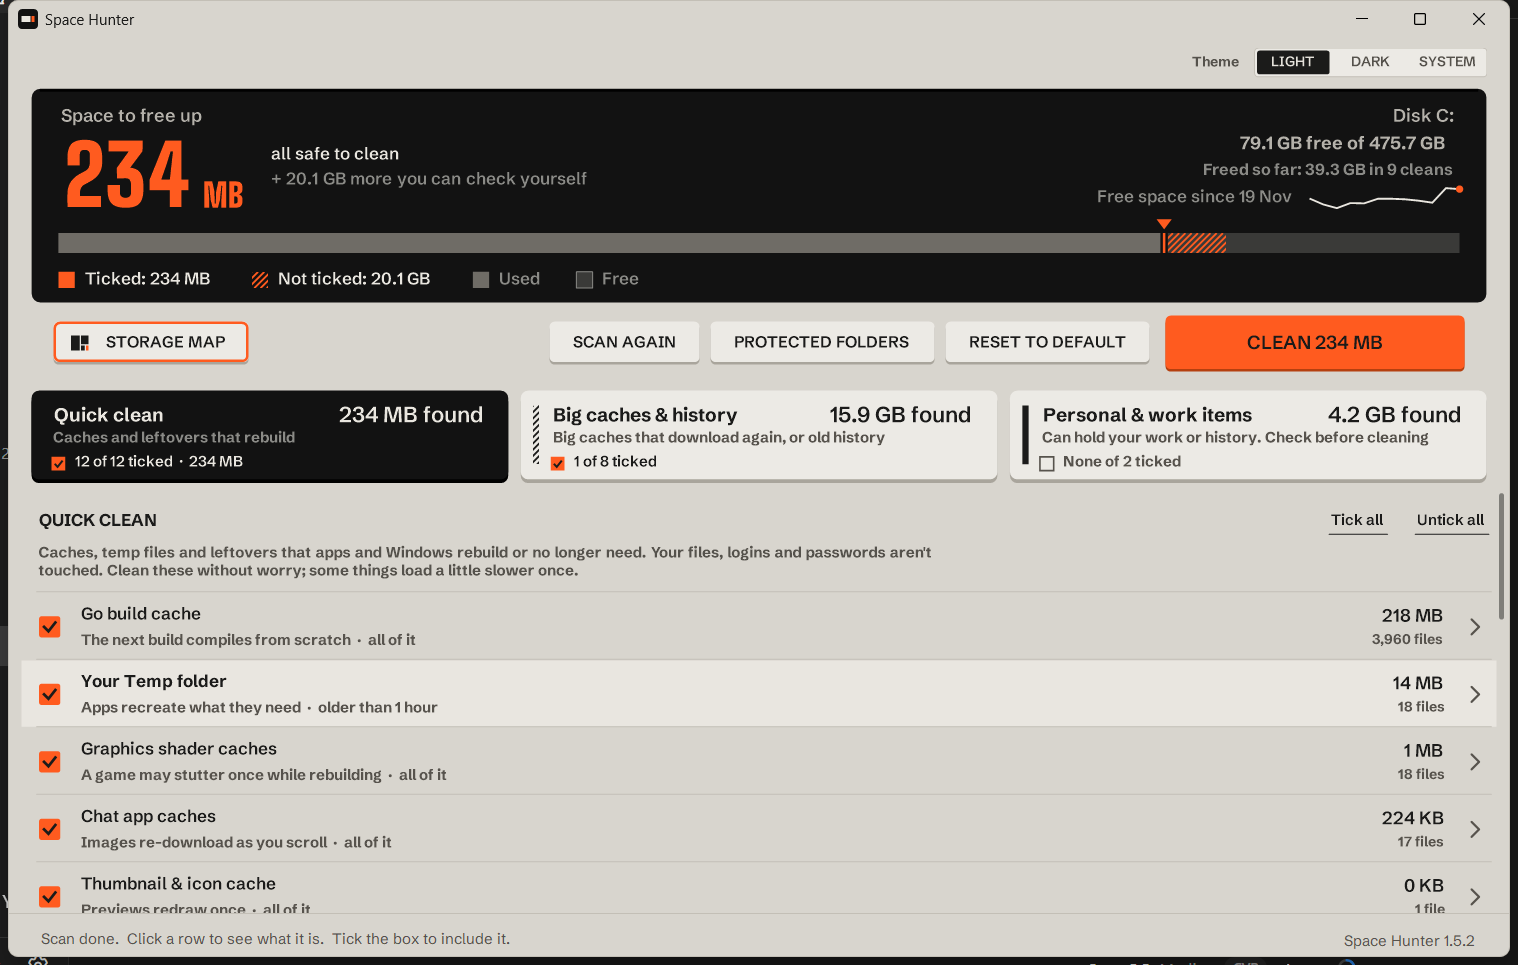 Space Hunter
Theme LIGHT DARK SYSTEM
Space to free up
234 MB
all safe to clean
+ 20.1 GB more you can check yourself
Disk C:
79.1 GB free of 475.7 GB
Freed so far: 39.3 GB in 9 cleans
Free space since 19 Nov
Ticked: 234 MB Not ticked: 20.1 GB Used Free
STORAGE MAP SCAN AGAIN PROTECTED FOLDERS RESET TO DEFAULT CLEAN 234 MB
Quick clean 234 MB found
Caches and leftovers that rebuild
12 of 12 ticked · 234 MB
Big caches & history 15.9 GB found
Big caches that download again, or old history
1 of 8 ticked
Personal & work items 4.2 GB found
Can hold your work or history. Check before cleaning
None of 2 ticked
QUICK CLEAN Tick all Untick all
Caches, temp files and leftovers that apps and Windows rebuild or no longer need. Your files, logins and passwords aren't
touched. Clean these without worry; some things load a little slower once.
Go build cache 218 MB
The next build compiles from scratch · all of it 3,960 files
Your Temp folder 14 MB
Apps recreate what they need · older than 1 hour 18 files
Graphics shader caches 1 MB
A game may stutter once while rebuilding · all of it 18 files
Chat app caches 224 KB
Images re-download as you scroll · all of it 17 files
Thumbnail & icon cache 0 KB
Previews redraw once · all of it 1 file
Scan done. Click a row to see what it is. Tick the box to include it. Space Hunter 1.5.2